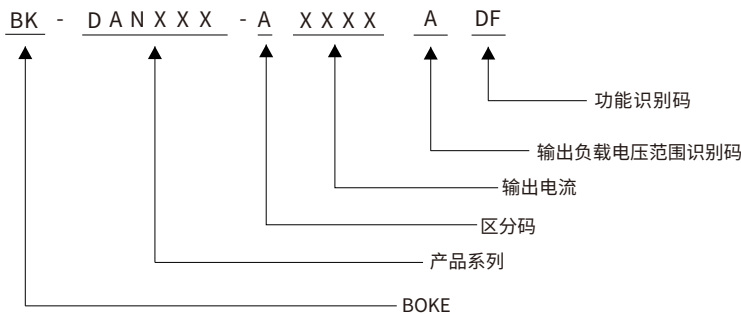 BK - DANXXX -A XXXX A DF
功能识别码
输出负载电压范围识别码
输出电流
区分码
产品系列
BOKE